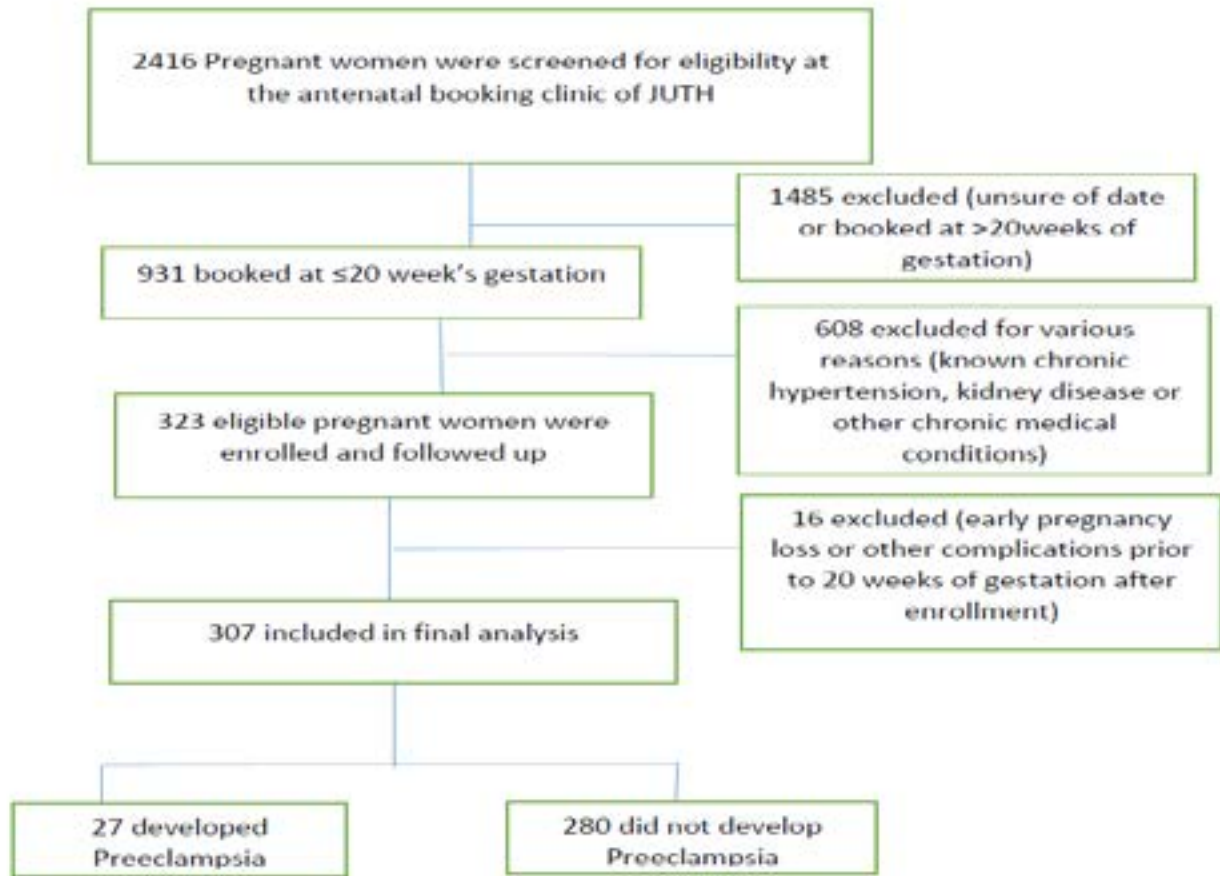 2416 Pregnant women were screened for eligibility at
the antenatal booking clinic of JUTH
1485 excluded (unsure of date
or booked at >20weeks of
gestation)
931 booked at ≤20 week's gestation
608 excluded for various
reasons (known chronic
hypertension, kidney disease or
other chronic medical
conditions)
323 eligible pregnant women were
enrolled and followed up
16 excluded (early pregnancy
loss or other complications prior
to 20 weeks of gestation after
enrollment)
307 included in final analysis
27 developed
Preeclampsia
280 did not develop
Preeclampsia